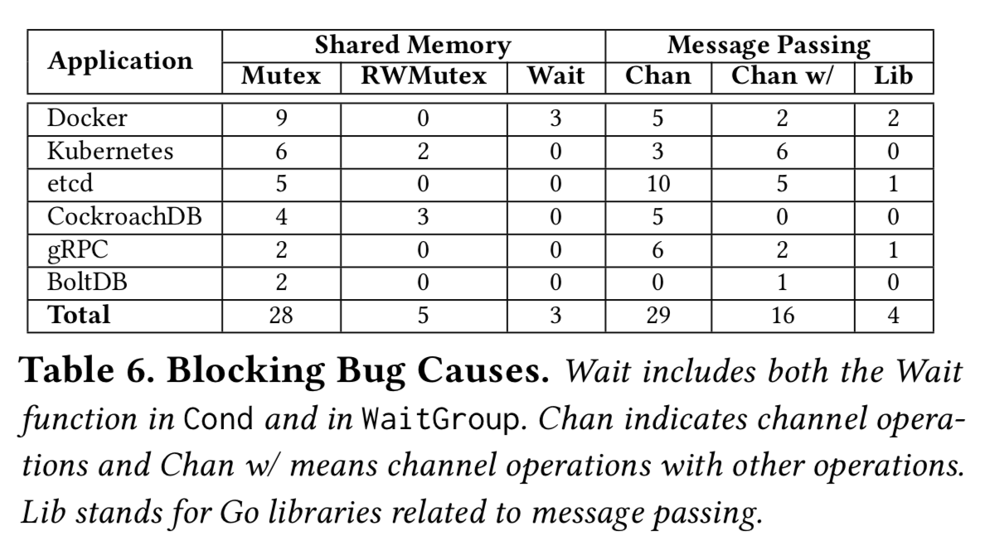 Application Shared Memory Message Passing
Mutex RWMutex Wait Chan Chan w/ Lib
Docker 9 0 3 5 2 2
Kubernetes 6 2 0 3 6 0
etcd 5 0 0 10 5 1
CockroachDB 4 3 0 5 0 0
gRPC 2 0 0 6 2 1
BoltDB 2 0 0 0 1 0
Total 28 5 3 29 16 4
Table 6. Blocking Bug Causes. Wait includes both the Wait
function in Cond and in WaitGroup. Chan indicates channel opera-
tions and Chan w/ means channel operations with other operations.
Lib stands for Go libraries related to message passing.